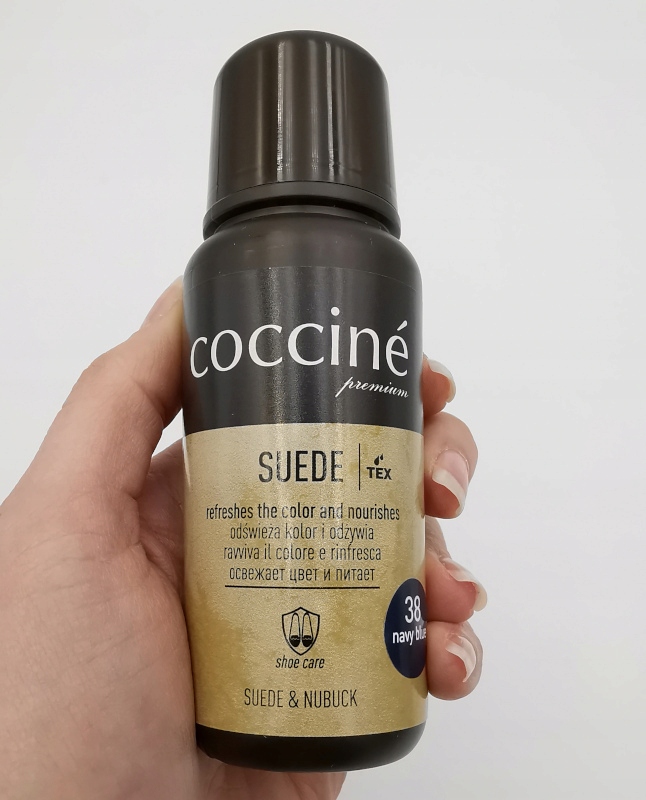 cocciné
premium
SUEDE
TEX
refreshes the color and nourishes
odświeża kolor i odżywia
ravviva il colore e rinfresca
освежает цвет и питает
38
navy blue
shoe care
SUEDE & NUBUCK